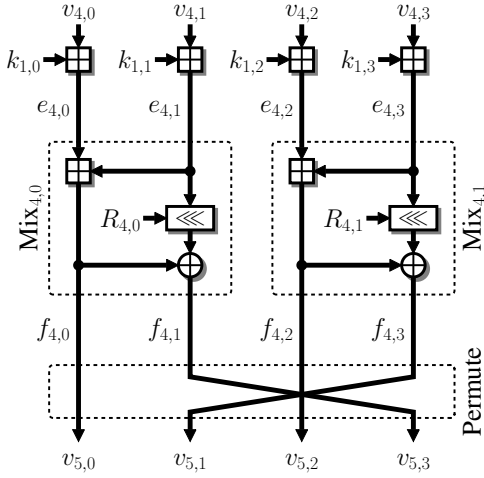 v₄,₀ v₄,₁ v₄,₂ v₄,₃
k₁,₀ k₁,₁ k₁,₂ k₁,₃
e₄,₀ e₄,₁ e₄,₂ e₄,₃
Mix₄,₀ Mix₄,₁
R₄,₀ <<< R₄,₁ <<<
f₄,₀ f₄,₁ f₄,₂ f₄,₃
Permute
v₅,₀ v₅,₁ v₅,₂ v₅,₃